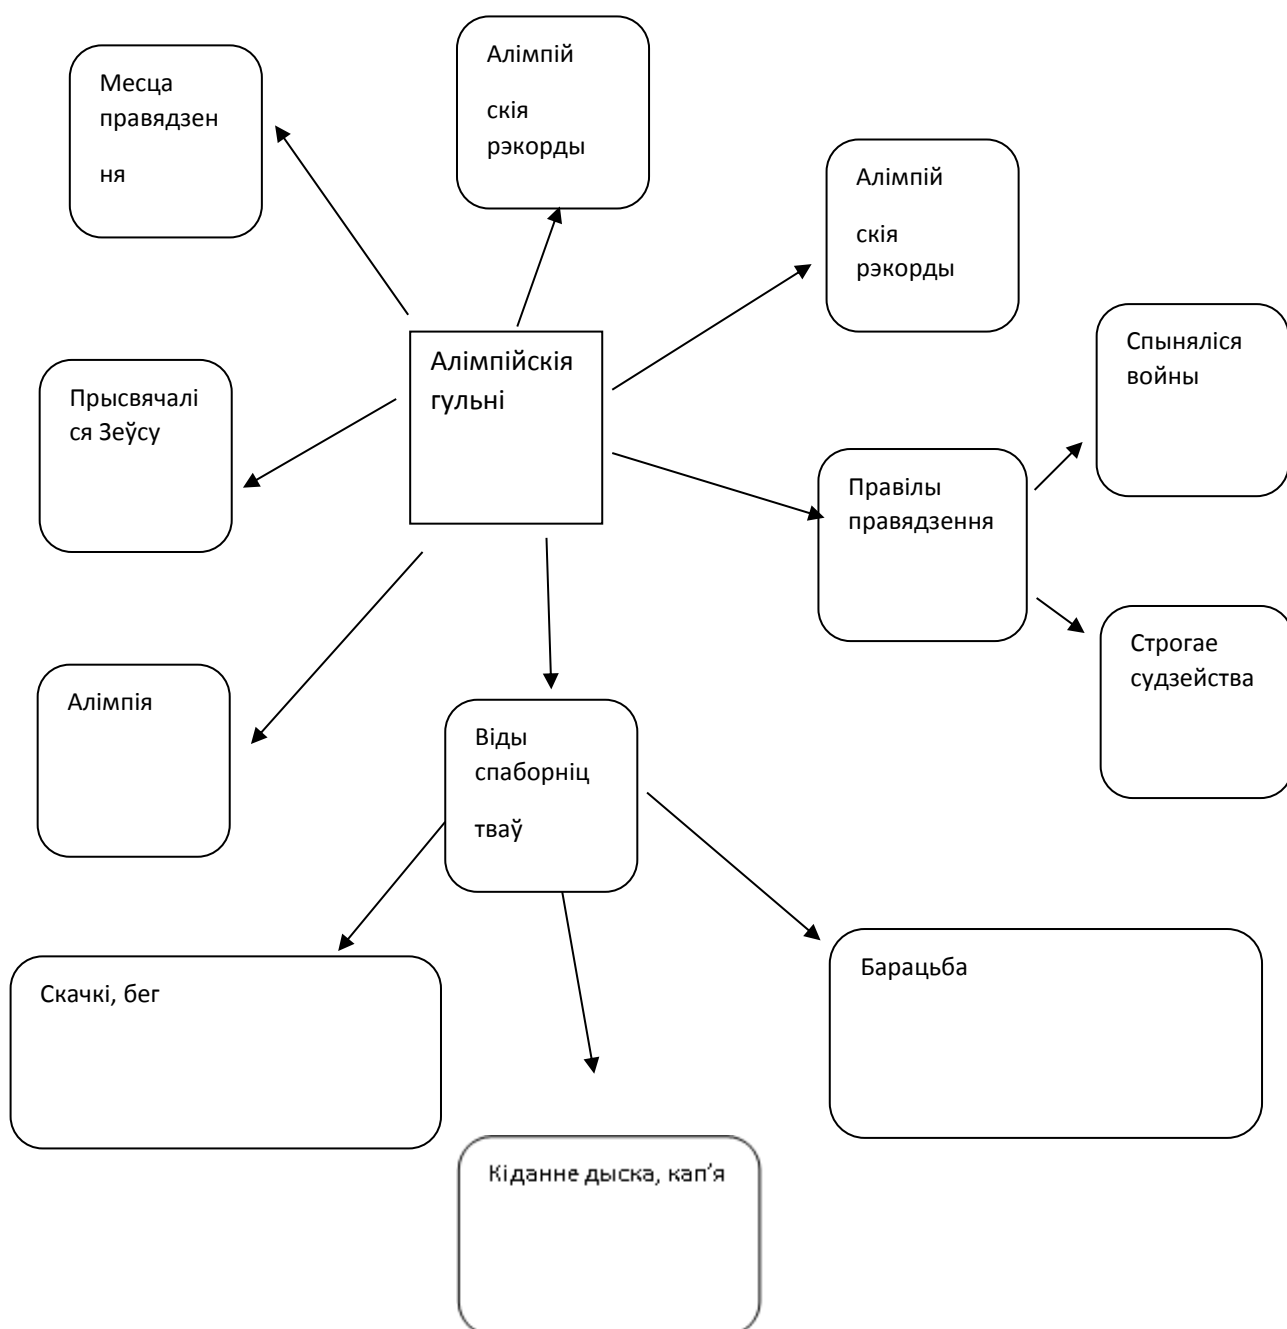 Месца
правядзен
ня
Алімпій
скія
рэкорды
Алімпій
скія
рэкорды
Алімпійскія
гульні
Спыняліся
войны
Прысвячалі
ся Зеўсу
Правілы
правядзення
Строгае
судзейства
Алімпія
Віды
спаборніц
тваў
Скачкі, бег
Барацьба
Кіданне дыска, кап’я